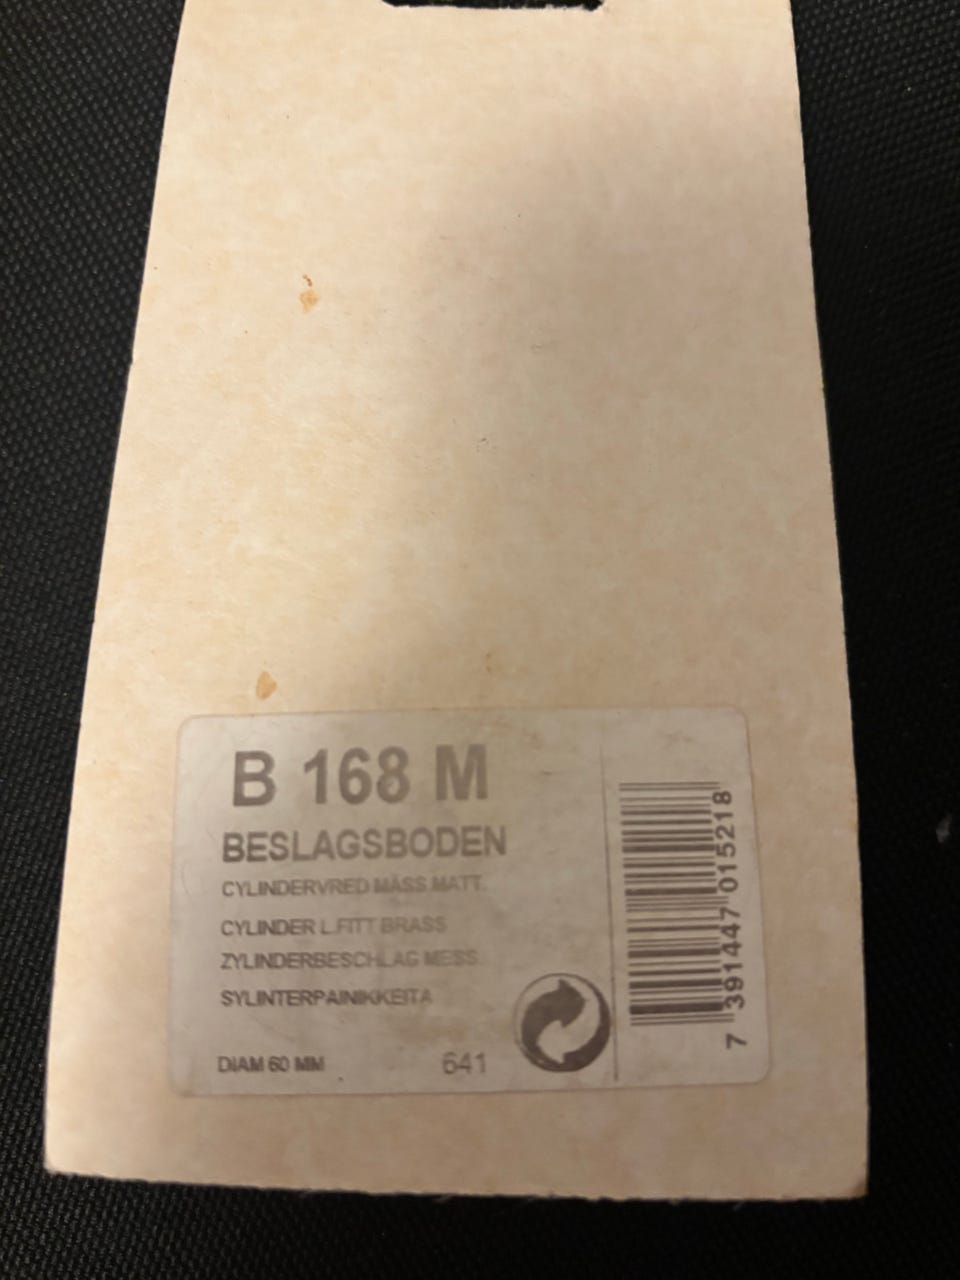 B 168 M
BESLAGSBODEN
CYLINDERVRED MÄSS MATT.
CYLINDER L.FITT BRASS
ZYLINDERBESCHLAG MESS.
SYLINTERPAINIKKEITA
DIAM 60 MM 641
7 391447 015218